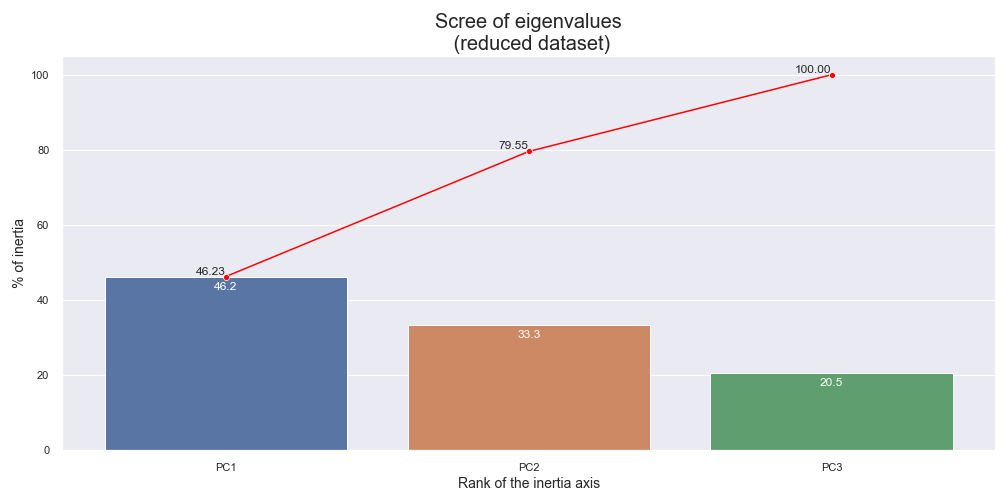 Scree of eigenvalues
(reduced dataset)
100
100.00
80
79.55
60
% of inertia
46.23
46.2
40
33.3
20
20.5
0
PC1 PC2 PC3
Rank of the inertia axis